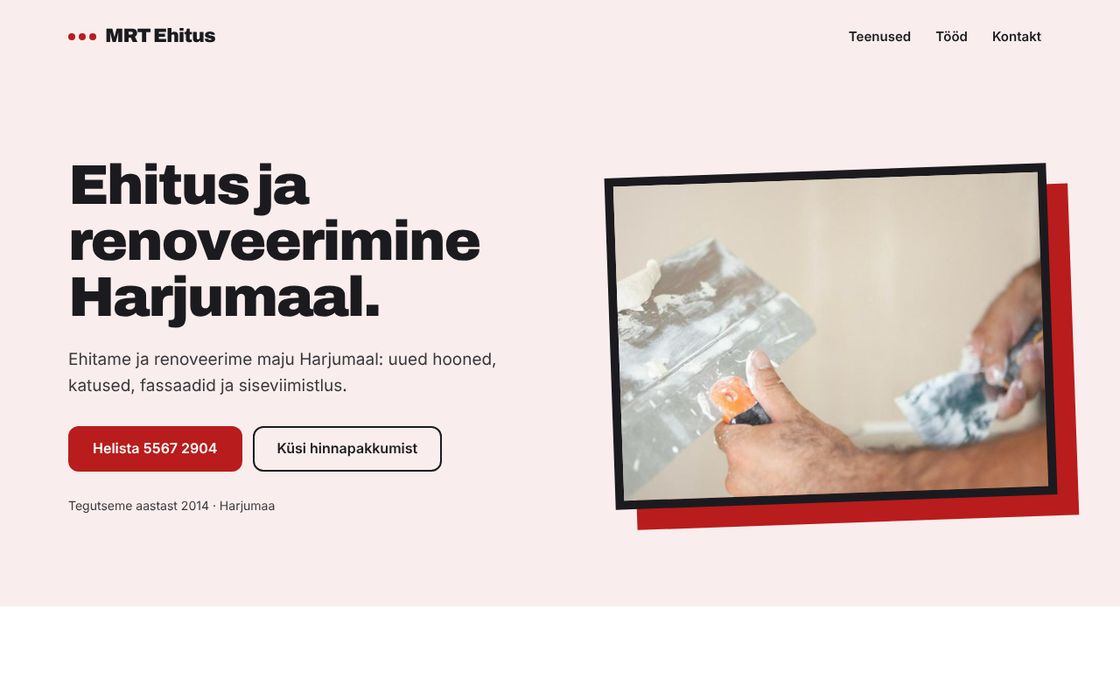 MRT Ehitus
Teenused Tööd Kontakt
Ehitus ja
renoveerimine
Harjumaal.
Ehitame ja renoveerime maju Harjumaal: uued hooned,
katused, fassaadid ja siseviimistlus.
Helista 5567 2904 Küsi hinnapakkumist
Tegutseme aastast 2014 · Harjumaa